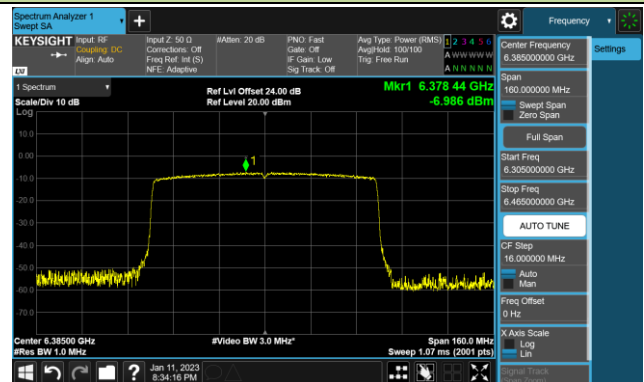 Spectrum Analyzer 1
Swept SA
Frequency
KEYSIGHT
Input: RF
Coupling: DC
Align: Auto
Input Z: 50 Ω
Corrections: Off
Freq Ref: Int (S)
NFE: Adaptive
#Atten: 20 dB
PNO: Fast
Gate: Off
IF Gain: Low
Sig Track: Off
Avg Type: Power (RMS)
Avg|Hold: 100/100
Trig: Free Run
1 2 3 4 5 6
A W W W W W
A N N N N N
LXI
1 Spectrum
Scale/Div 10 dB
Log
Ref Lvl Offset 24.00 dB
Ref Level 20.00 dBm
Mkr1 6.378 44 GHz
-6.986 dBm
1
10.0
0.00
-10.0
-20.0
-30.0
-40.0
-50.0
-60.0
-70.0
Center 6.38500 GHz
#Res BW 1.0 MHz
#Video BW 3.0 MHz*
Span 160.0 MHz
Sweep 1.07 ms (2001 pts)
Jan 11, 2023
8:34:16 PM
Center Frequency
6.385000000 GHz
Settings
Span
160.000000 MHz
Swept Span
Zero Span
Full Span
Start Freq
6.305000000 GHz
Stop Freq
6.465000000 GHz
AUTO TUNE
CF Step
16.000000 MHz
Auto
Man
Freq Offset
0 Hz
X Axis Scale
Log
Lin
Signal Track